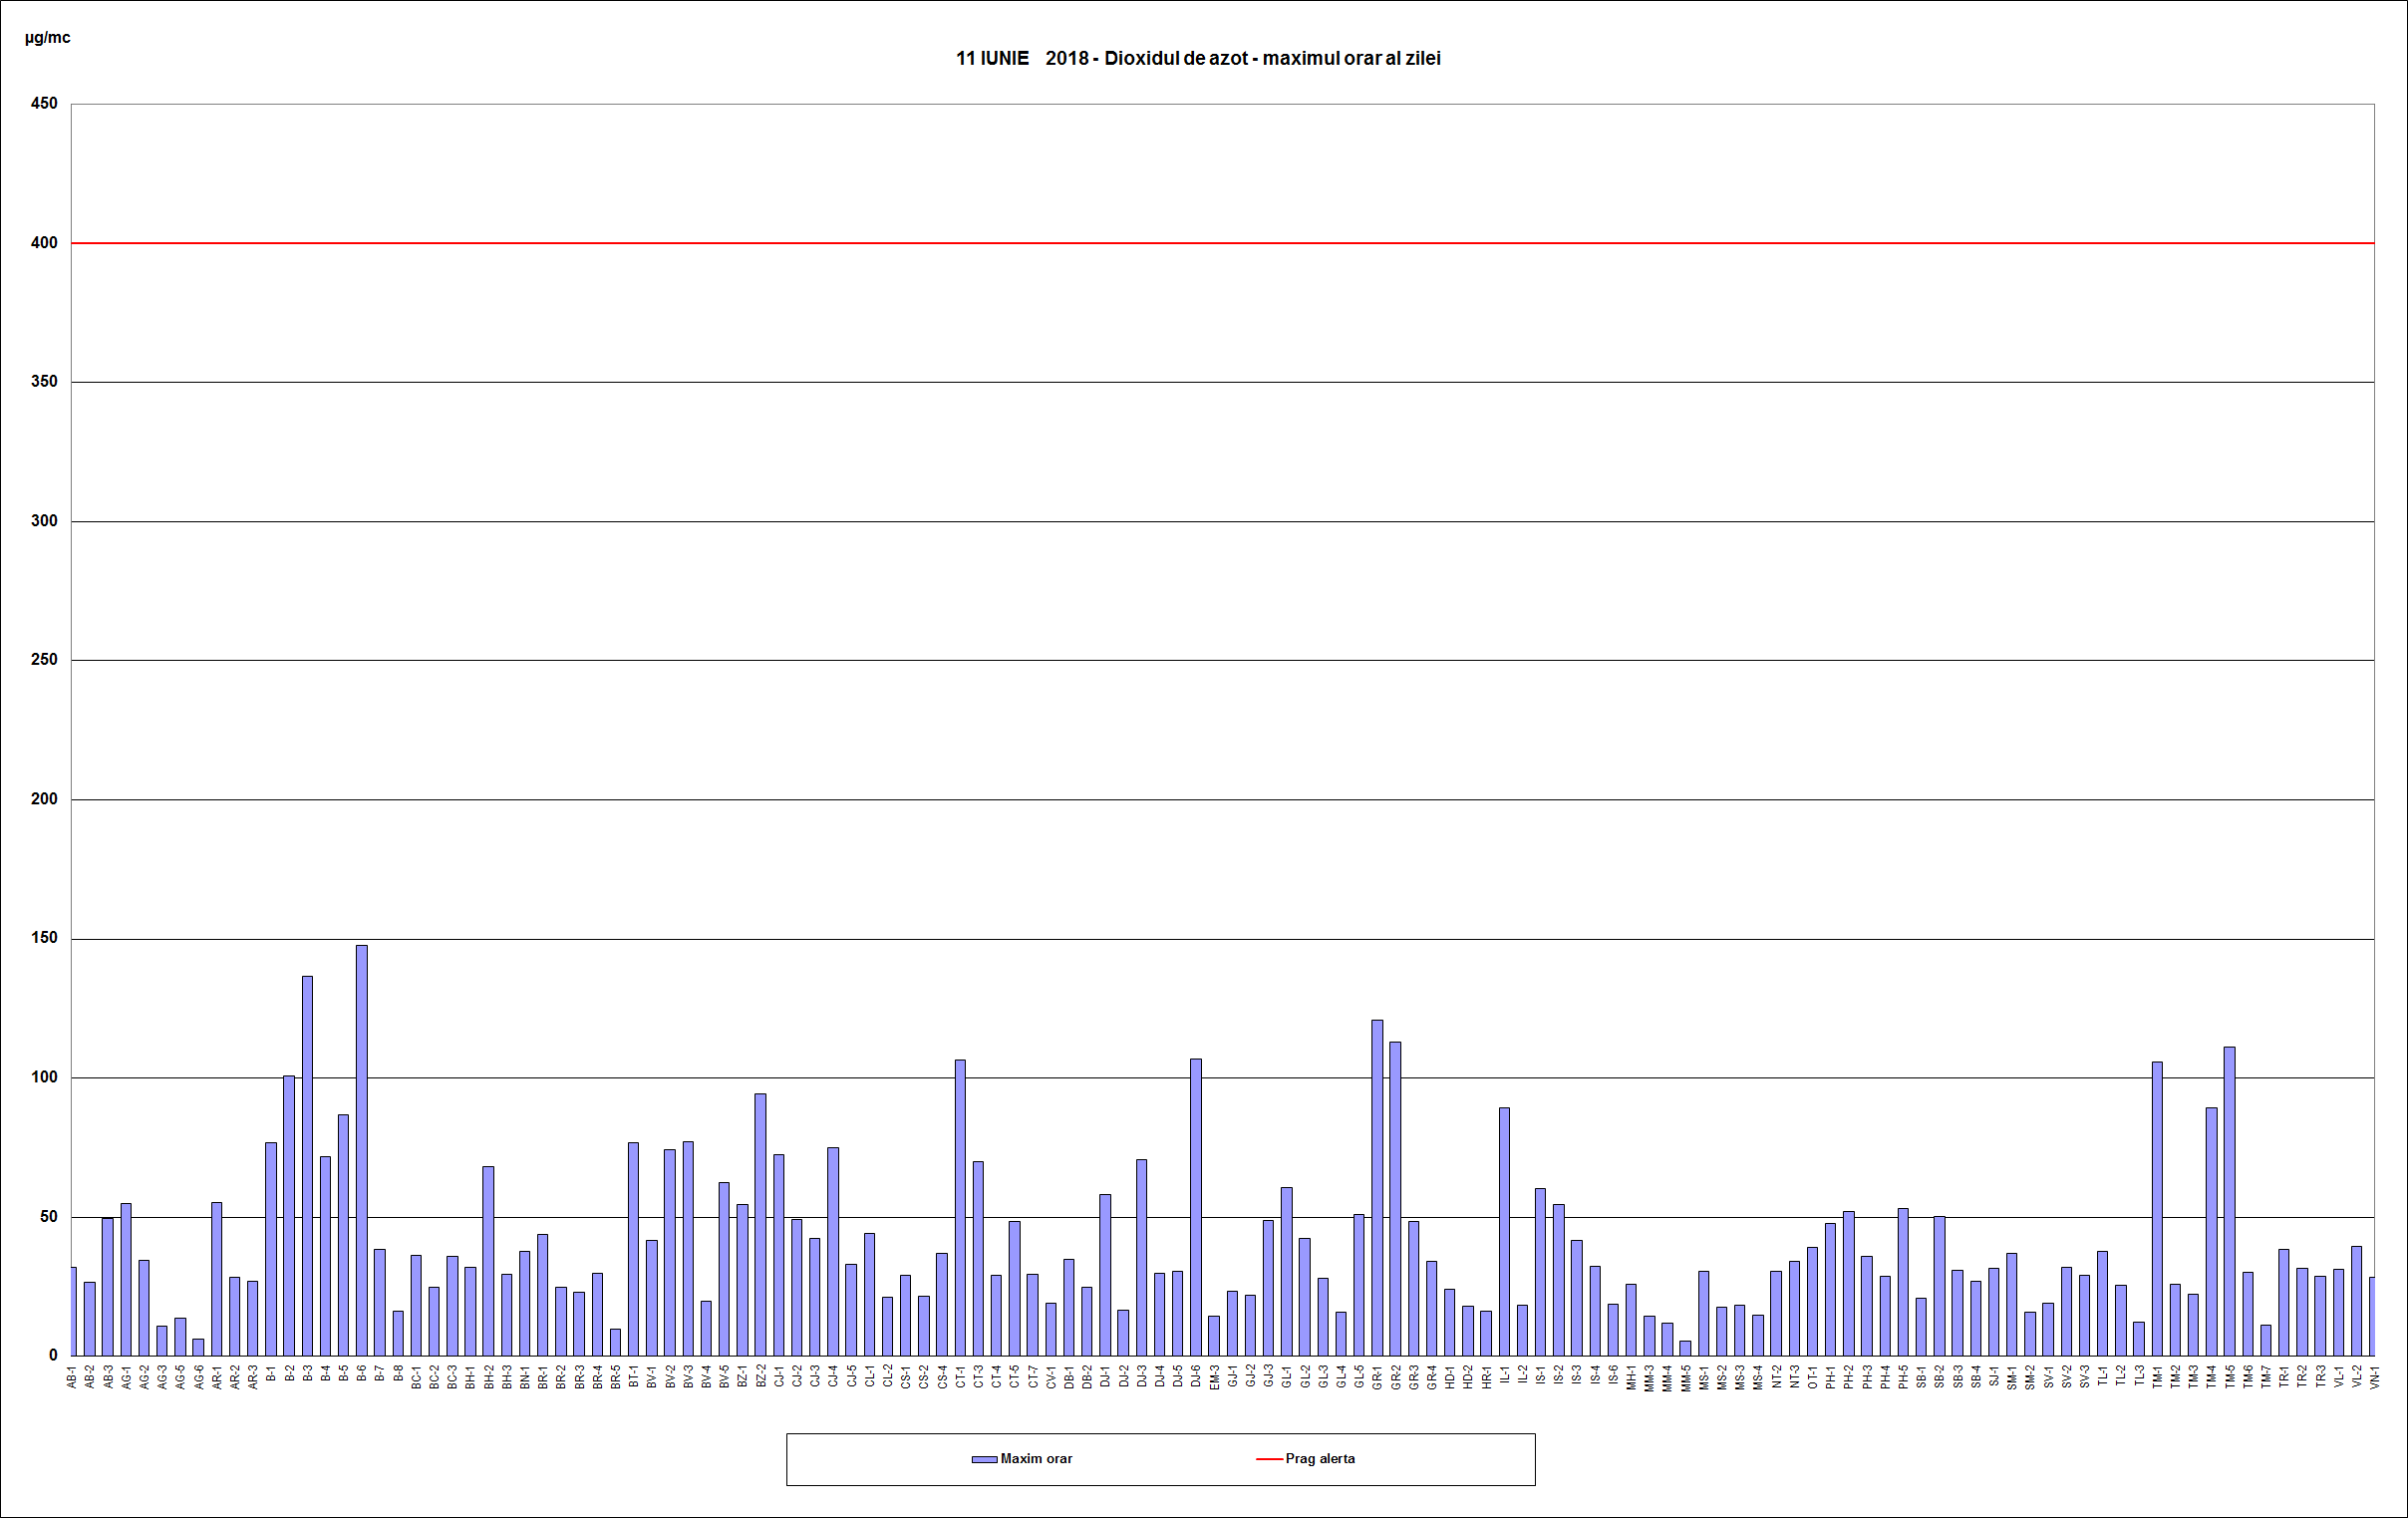 µg/mc
11 IUNIE 2018 - Dioxidul de azot - maximul orar al zilei
450
400
350
300
250
200
150
100
50
0
AB-1 AB-2 AB-3 AG-1 AG-2 AG-3 AG-5 AG-6 AR-1 AR-2 AR-3 B-1 B-2 B-3 B-4 B-5 B-6 B-7 B-8 BC-1 BC-2 BC-3 BH-1 BH-2 BH-3 BN-1 BR-1 BR-2 BR-3 BR-4 BR-5 BT-1 BV-1 BV-2 BV-3 BV-4 BV-5 BZ-1 BZ-2 CJ-1 CJ-2 CJ-3 CJ-4 CJ-5 CL-1 CL-2 CS-1 CS-2 CS-4 CT-1 CT-3 CT-4 CT-5 CT-7 CV-1 DB-1 DB-2 DJ-1 DJ-2 DJ-3 DJ-4 DJ-5 DJ-6 EM-3 GJ-1 GJ-2 GJ-3 GL-1 GL-2 GL-3 GL-4 GL-5 GR-1 GR-2 GR-3 GR-4 HD-1 HD-2 HR-1 IL-1 IL-2 IS-1 IS-2 IS-3 IS-4 IS-6 MH-1 MM-3 MM-4 MM-5 MS-1 MS-2 MS-3 MS-4 NT-2 NT-3 OT-1 PH-1 PH-2 PH-3 PH-4 PH-5 SB-1 SB-2 SB-3 SB-4 SJ-1 SM-1 SM-2 SV-1 SV-2 SV-3 TL-1 TL-2 TL-3 TM-1 TM-2 TM-3 TM-4 TM-5 TM-6 TM-7 TR-1 TR-2 TR-3 VL-1 VL-2 VN-1
Maxim orar Prag alerta